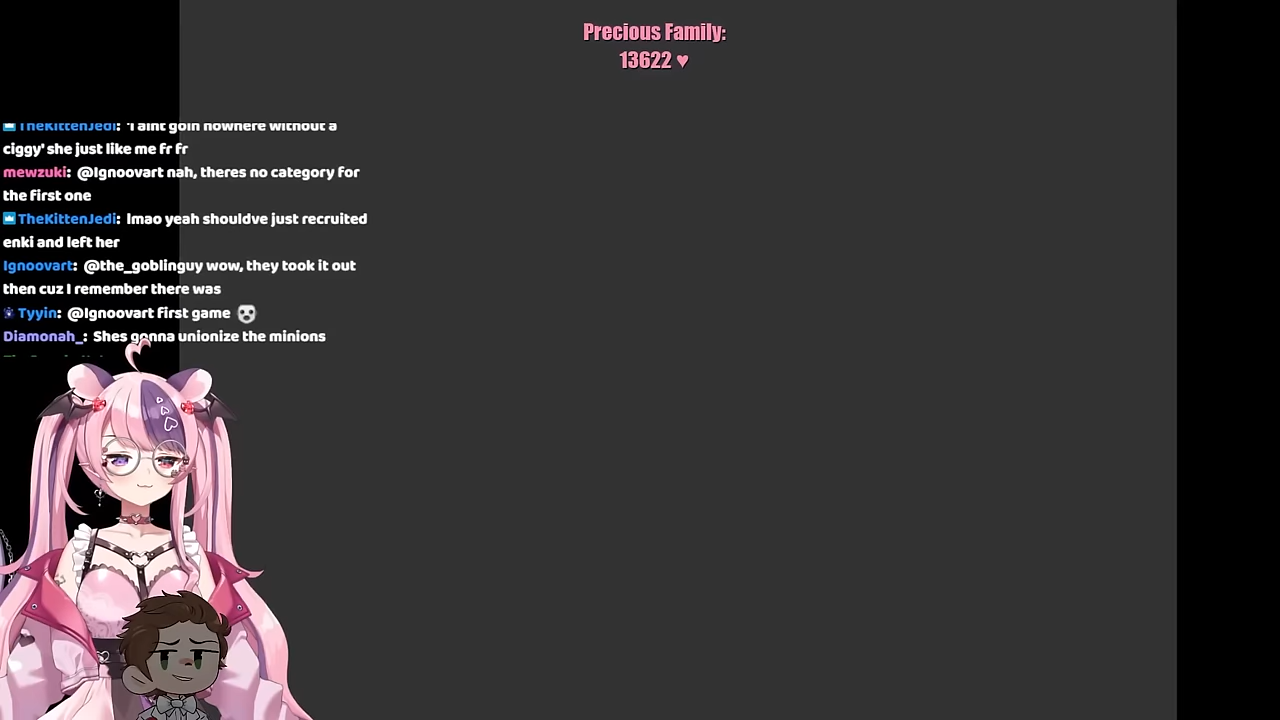 Precious Family:
13622 ♥
TheKittenJedi: 'I aint goin nowhere without a
ciggy' she just like me fr fr
mewzuki: @Ignoovart nah, theres no category for
the first one
TheKittenJedi: lmao yeah shouldve just recruited
enki and left her
Ignoovart: @the_goblinguy wow, they took it out
then cuz I remember there was
Tyyin: @Ignoovart first game
Diamonah_: Shes gonna unionize the minions